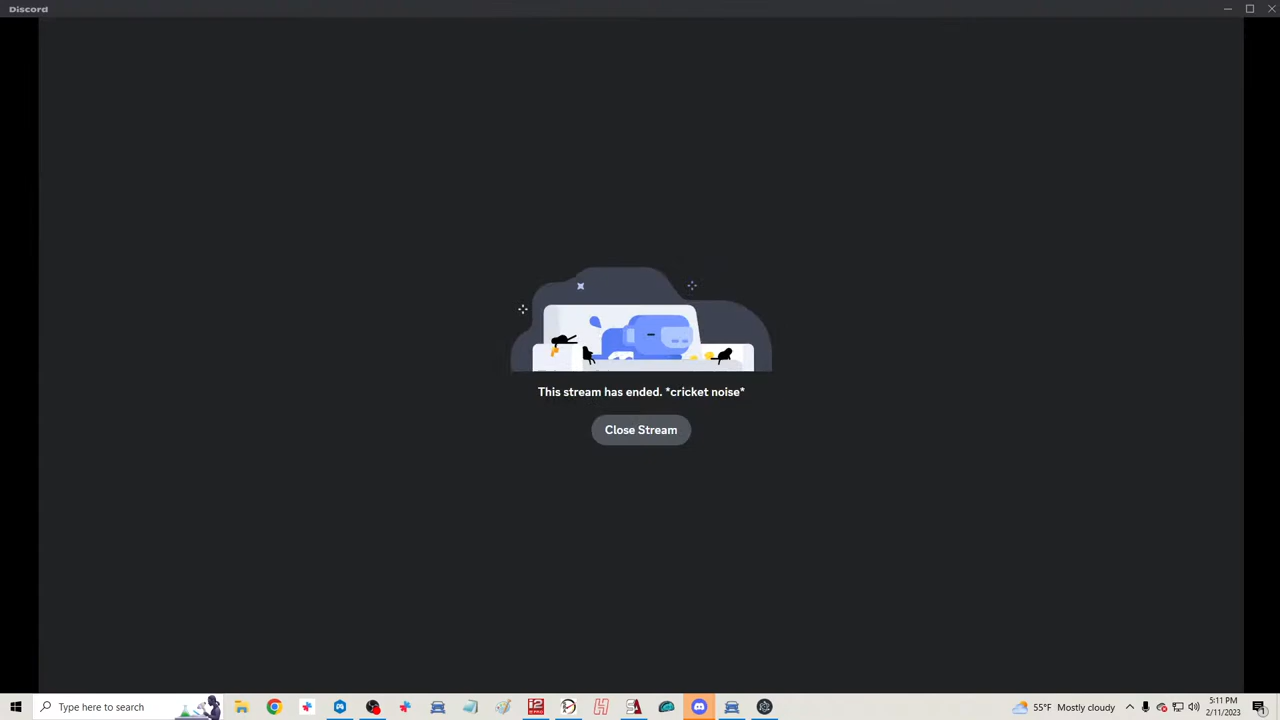 Discord
This stream has ended. *cricket noise*
Close Stream
Type here to search
12
H
55°F Mostly cloudy
5:11 PM
2/11/2023